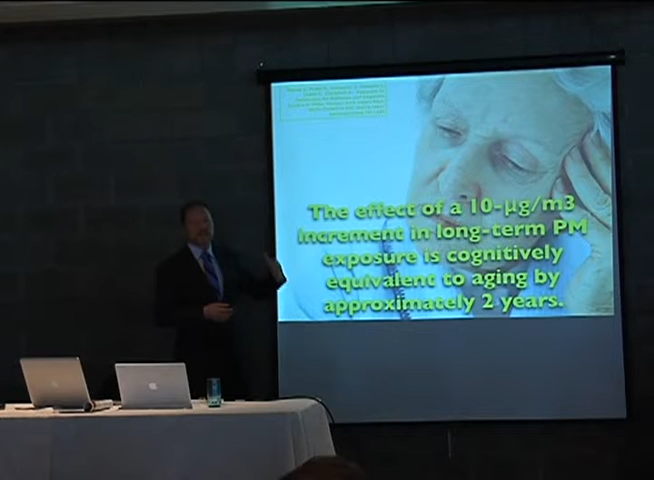 The effect of a 10-µg/m3
increment in long-term PM
exposure is cognitively
equivalent to aging by
approximately 2 years.